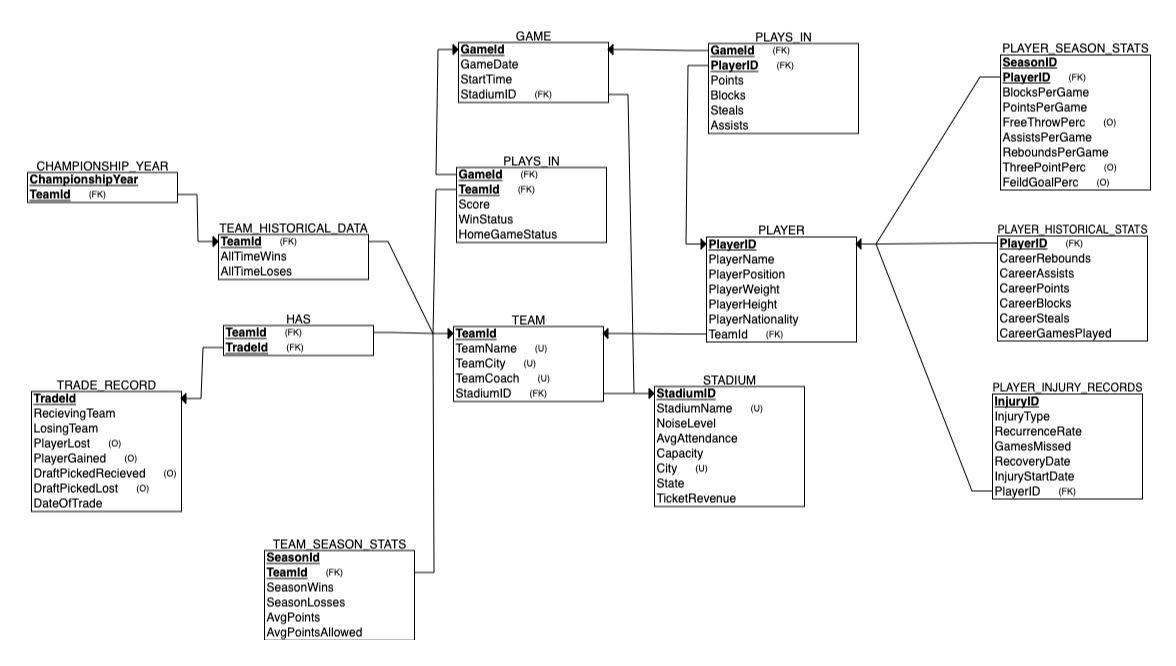 GAME
GameId
GameDate
StartTime
StadiumID (FK)
PLAYS_IN
GameId (FK)
PlayerID (FK)
Points
Blocks
Steals
Assists
PLAYER_SEASON_STATS
SeasonID
PlayerID (FK)
BlocksPerGame
PointsPerGame
FreeThrowPerc (O)
AssistsPerGame
ReboundsPerGame
ThreePointPerc (O)
FeildGoalPerc (O)
CHAMPIONSHIP_YEAR
ChampionshipYear
TeamId (FK)
PLAYS_IN
GameId (FK)
TeamId (FK)
Score
WinStatus
HomeGameStatus
TEAM_HISTORICAL_DATA
TeamId (FK)
AllTimeWins
AllTimeLoses
PLAYER
PlayerID
PlayerName
PlayerPosition
PlayerWeight
PlayerHeight
PlayerNationality
TeamId (FK)
PLAYER_HISTORICAL_STATS
PlayerID (FK)
CareerRebounds
CareerAssists
CareerPoints
CareerBlocks
CareerSteals
CareerGamesPlayed
HAS
TeamId (FK)
TradeId (FK)
TEAM
TeamId
TeamName (U)
TeamCity (U)
TeamCoach (U)
StadiumID (FK)
TRADE_RECORD
TradeId
RecievingTeam
LosingTeam
PlayerLost (O)
PlayerGained (O)
DraftPickedRecieved (O)
DraftPickedLost (O)
DateOfTrade
STADIUM
StadiumID
StadiumName (U)
NoiseLevel
AvgAttendance
Capacity
City (U)
State
TicketRevenue
PLAYER_INJURY_RECORDS
InjuryID
InjuryType
RecurrenceRate
GamesMissed
RecoveryDate
InjuryStartDate
PlayerID (FK)
TEAM_SEASON_STATS
SeasonId
TeamId (FK)
SeasonWins
SeasonLosses
AvgPoints
AvgPointsAllowed